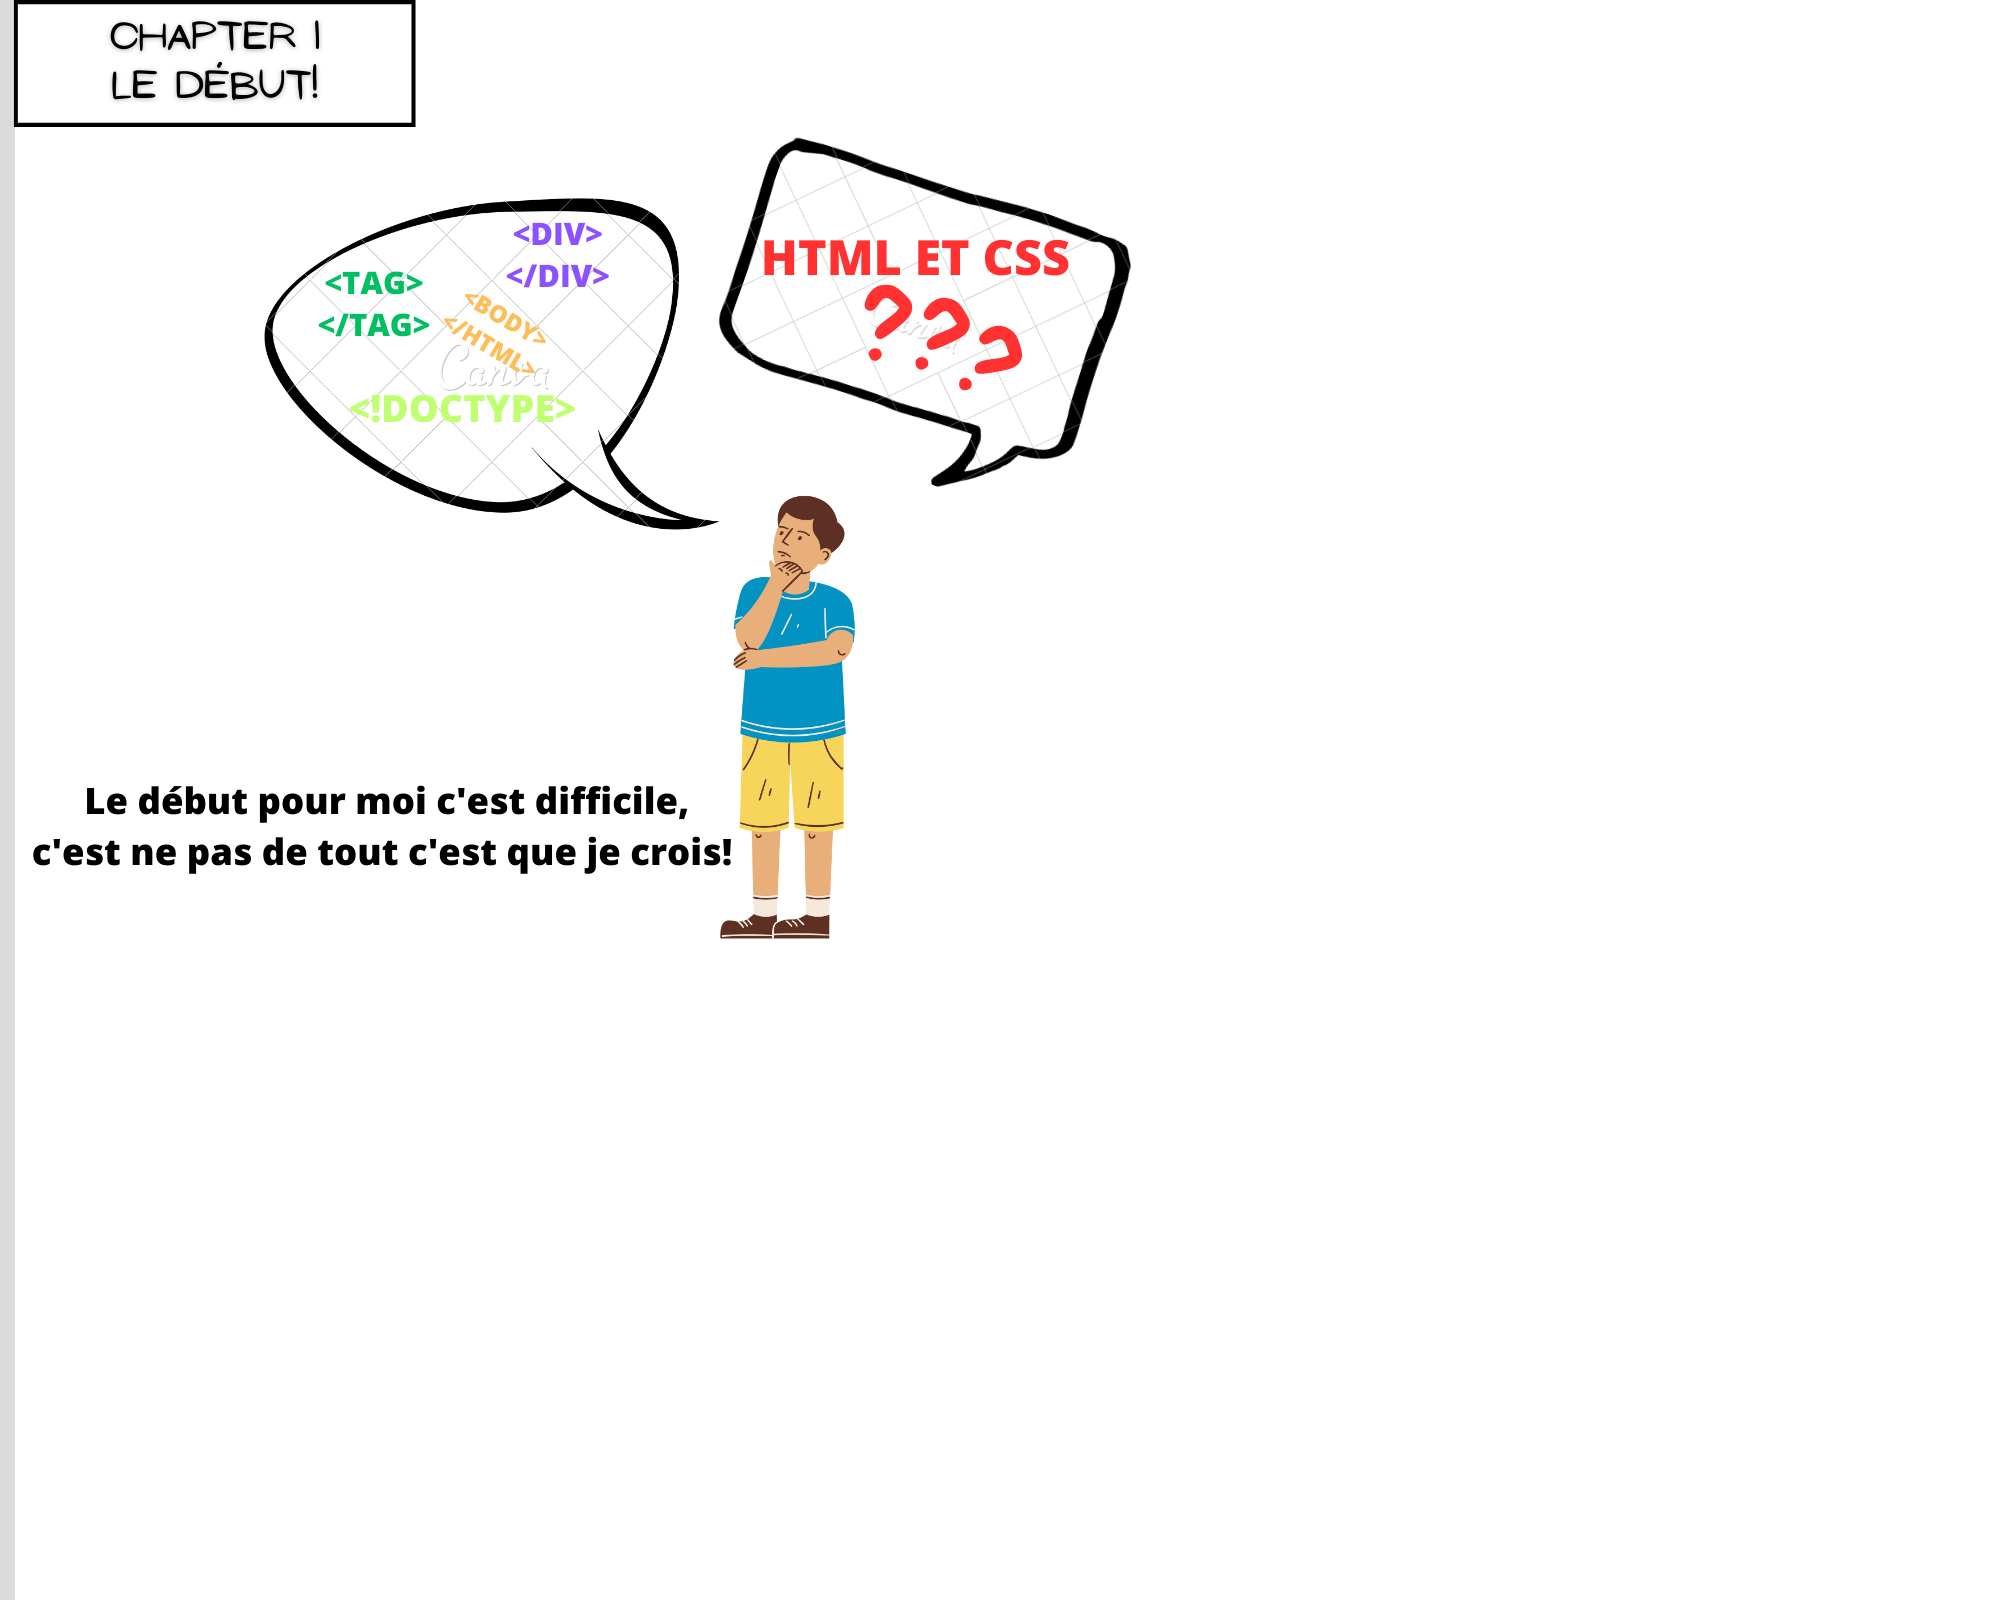 CHAPTER 1
LE DÉBUT!
<DIV>
</DIV>
<TAG>
</TAG>
<BODY>
</HTML>
Canva
<!DOCTYPE>
HTML ET CSS
???
Canva
Le début pour moi c'est difficile,
c'est ne pas de tout c'est que je crois!